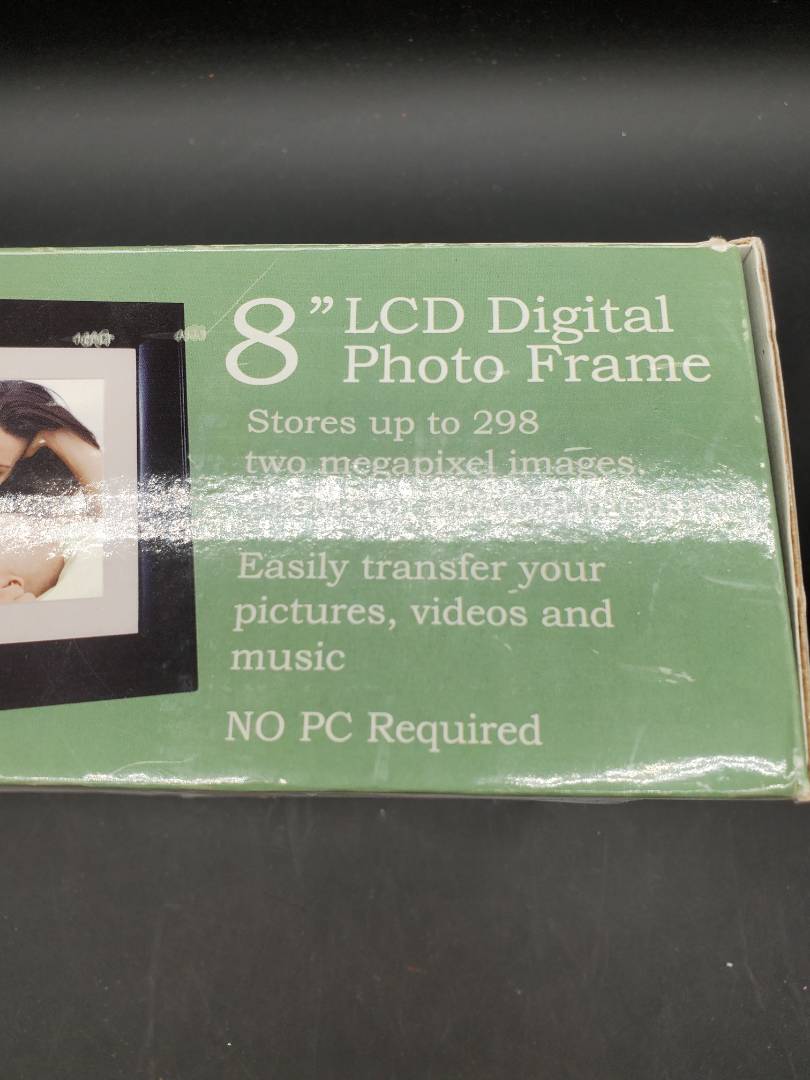 8” LCD Digital
Photo Frame
Stores up to 298
two megapixel images.
Easily transfer your
pictures, videos and
music
NO PC Required